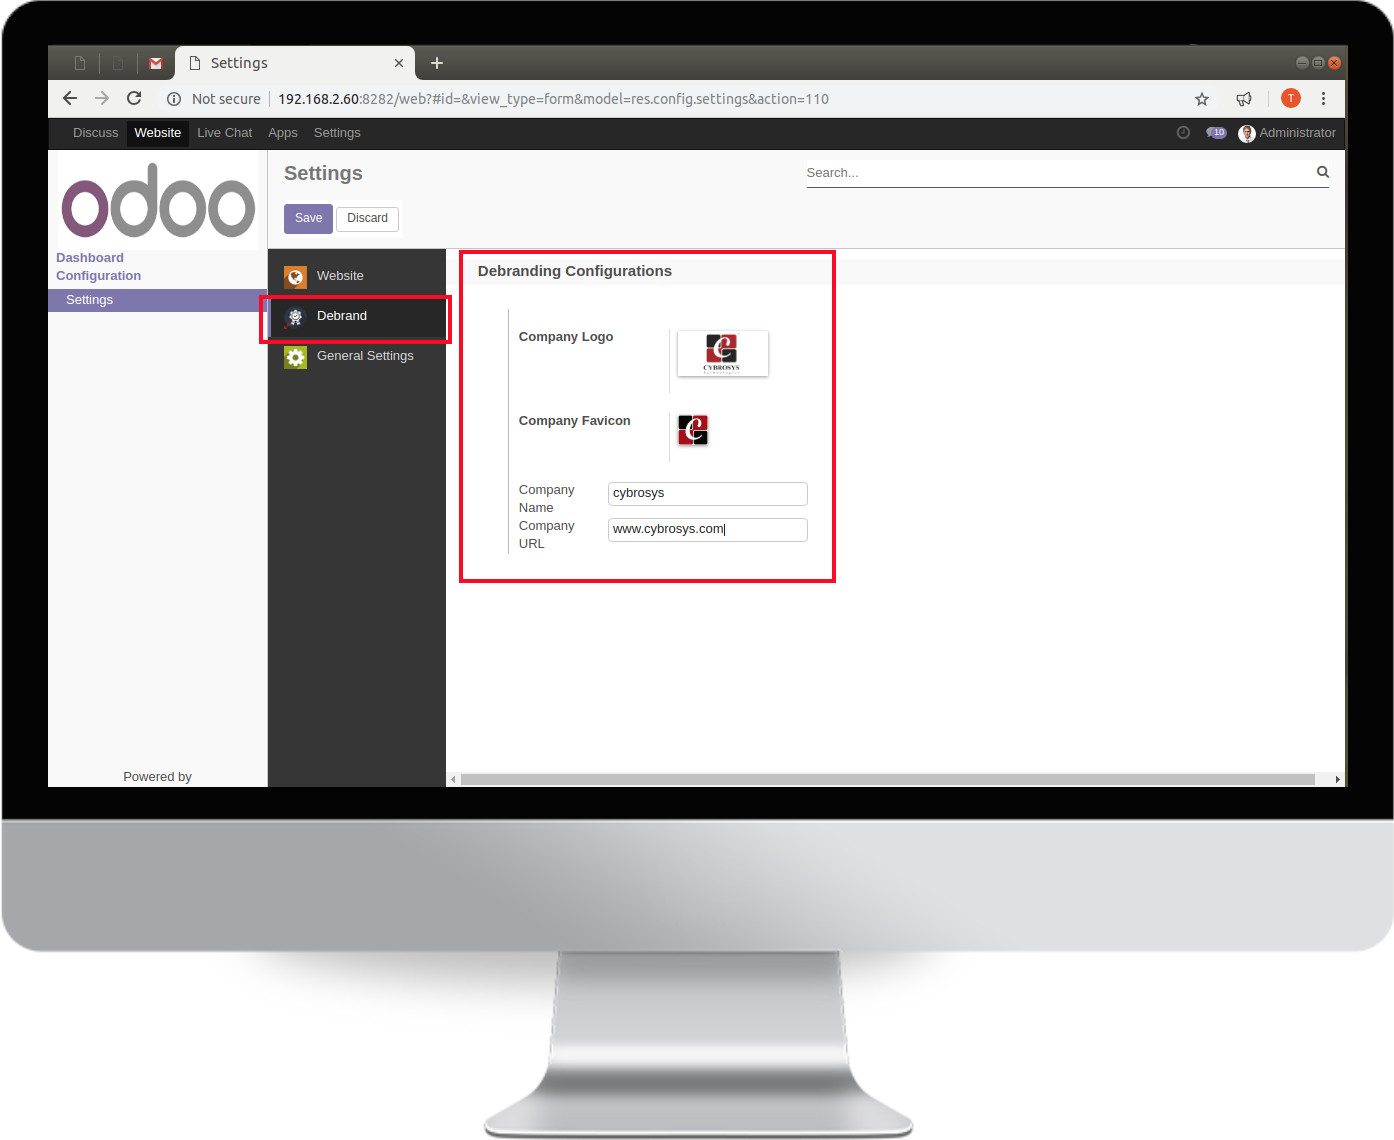 Settings
Not secure
192.168.2.60:8282/web?#id=&view_type=form&model=res.config.settings&action=110
T
Discuss
Website
Live Chat
Apps
Settings
10
Administrator
odoo
Settings
Search...
Save
Discard
Dashboard
Configuration
Settings
Website
Debrand
General Settings
Debranding Configurations
Company Logo
C
CYBROSYS
Company Favicon
C
Company
Name
cybrosys
Company
URL
www.cybrosys.com
Powered by